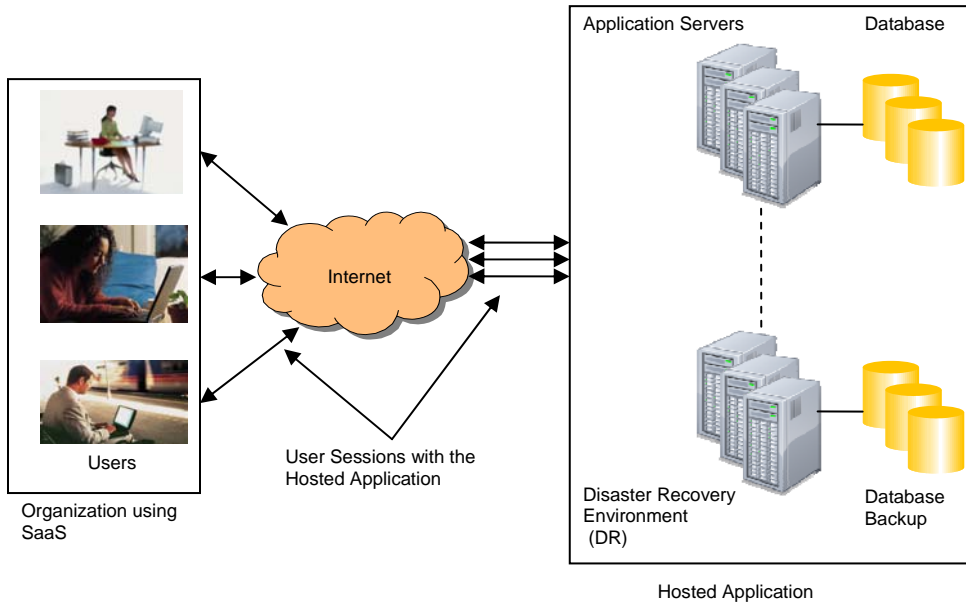 Application Servers
Database
Internet
Users
User Sessions with the
Hosted Application
Organization using
SaaS
Disaster Recovery
Environment
(DR)
Database
Backup
Hosted Application